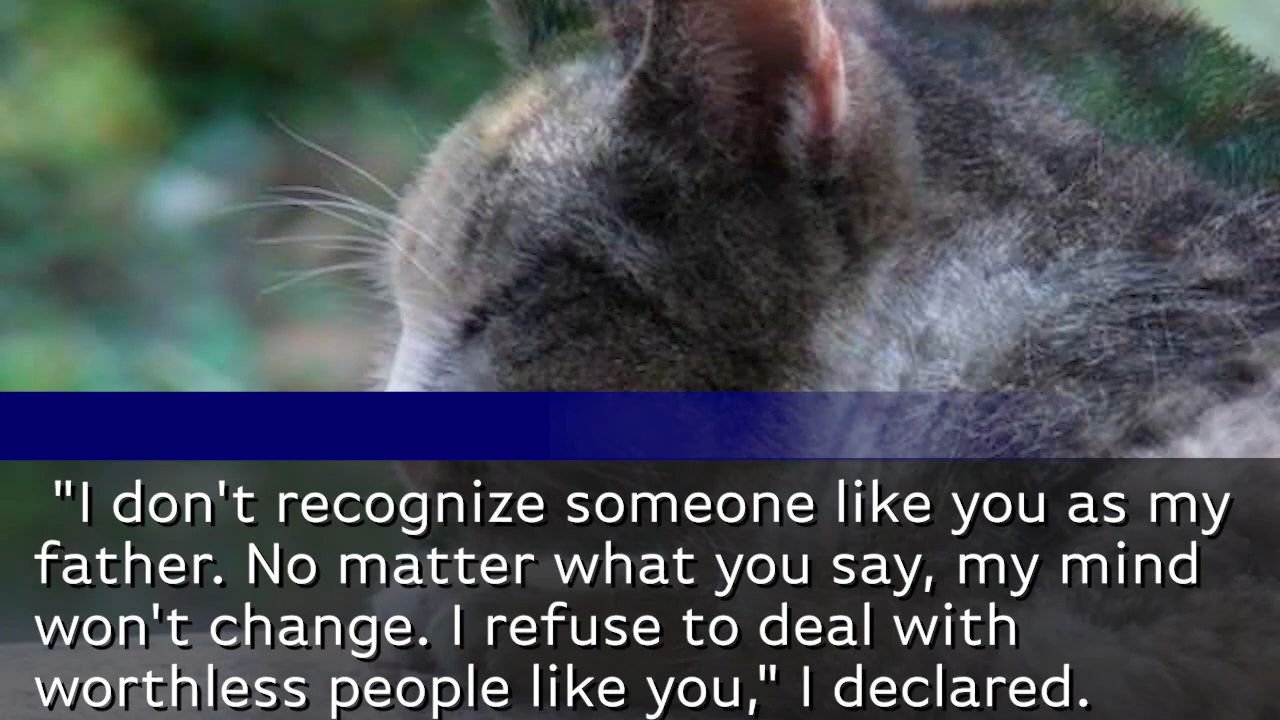 "I don't recognize someone like you as my
father. No matter what you say, my mind
won't change. I refuse to deal with
worthless people like you," I declared.